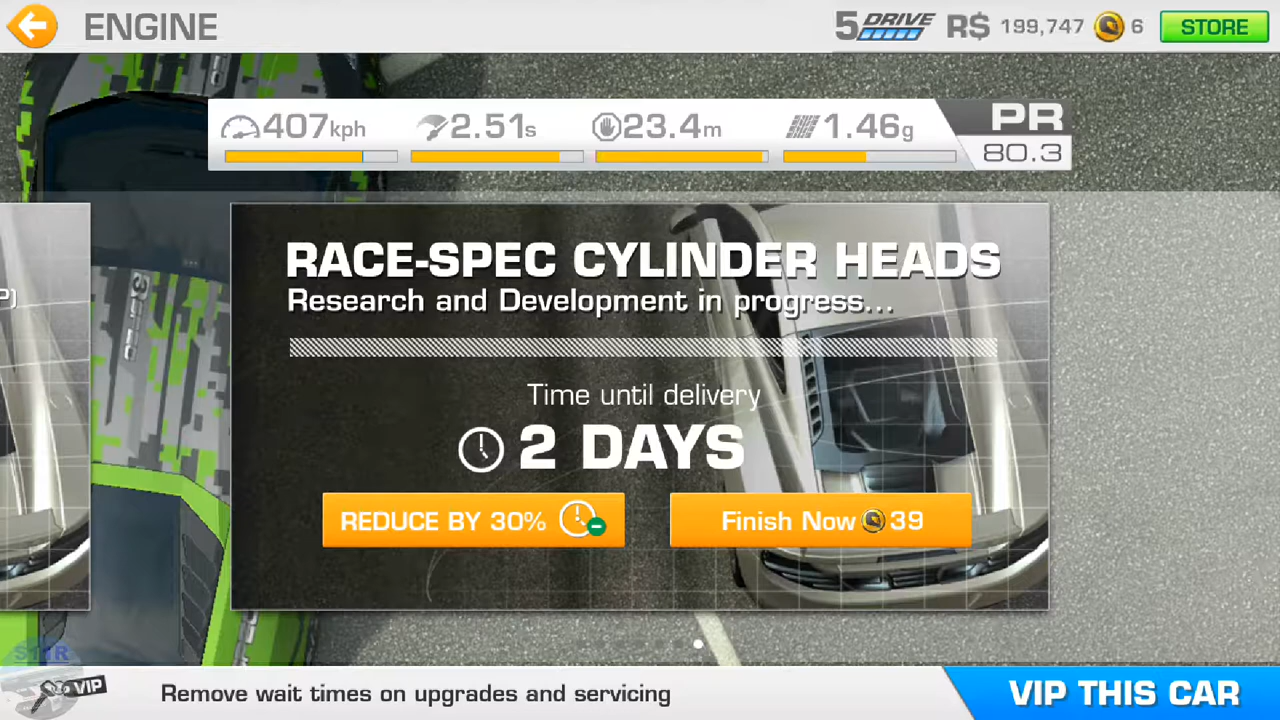 ENGINE
5 DRIVE R$ 199,747 6 STORE
407kph 2.51s 23.4m 1.46g PR
80.3
P)
RACE-SPEC CYLINDER HEADS
Research and Development in progress...
Time until delivery
2 DAYS
REDUCE BY 30% Finish Now 39
VIP Remove wait times on upgrades and servicing VIP THIS CAR